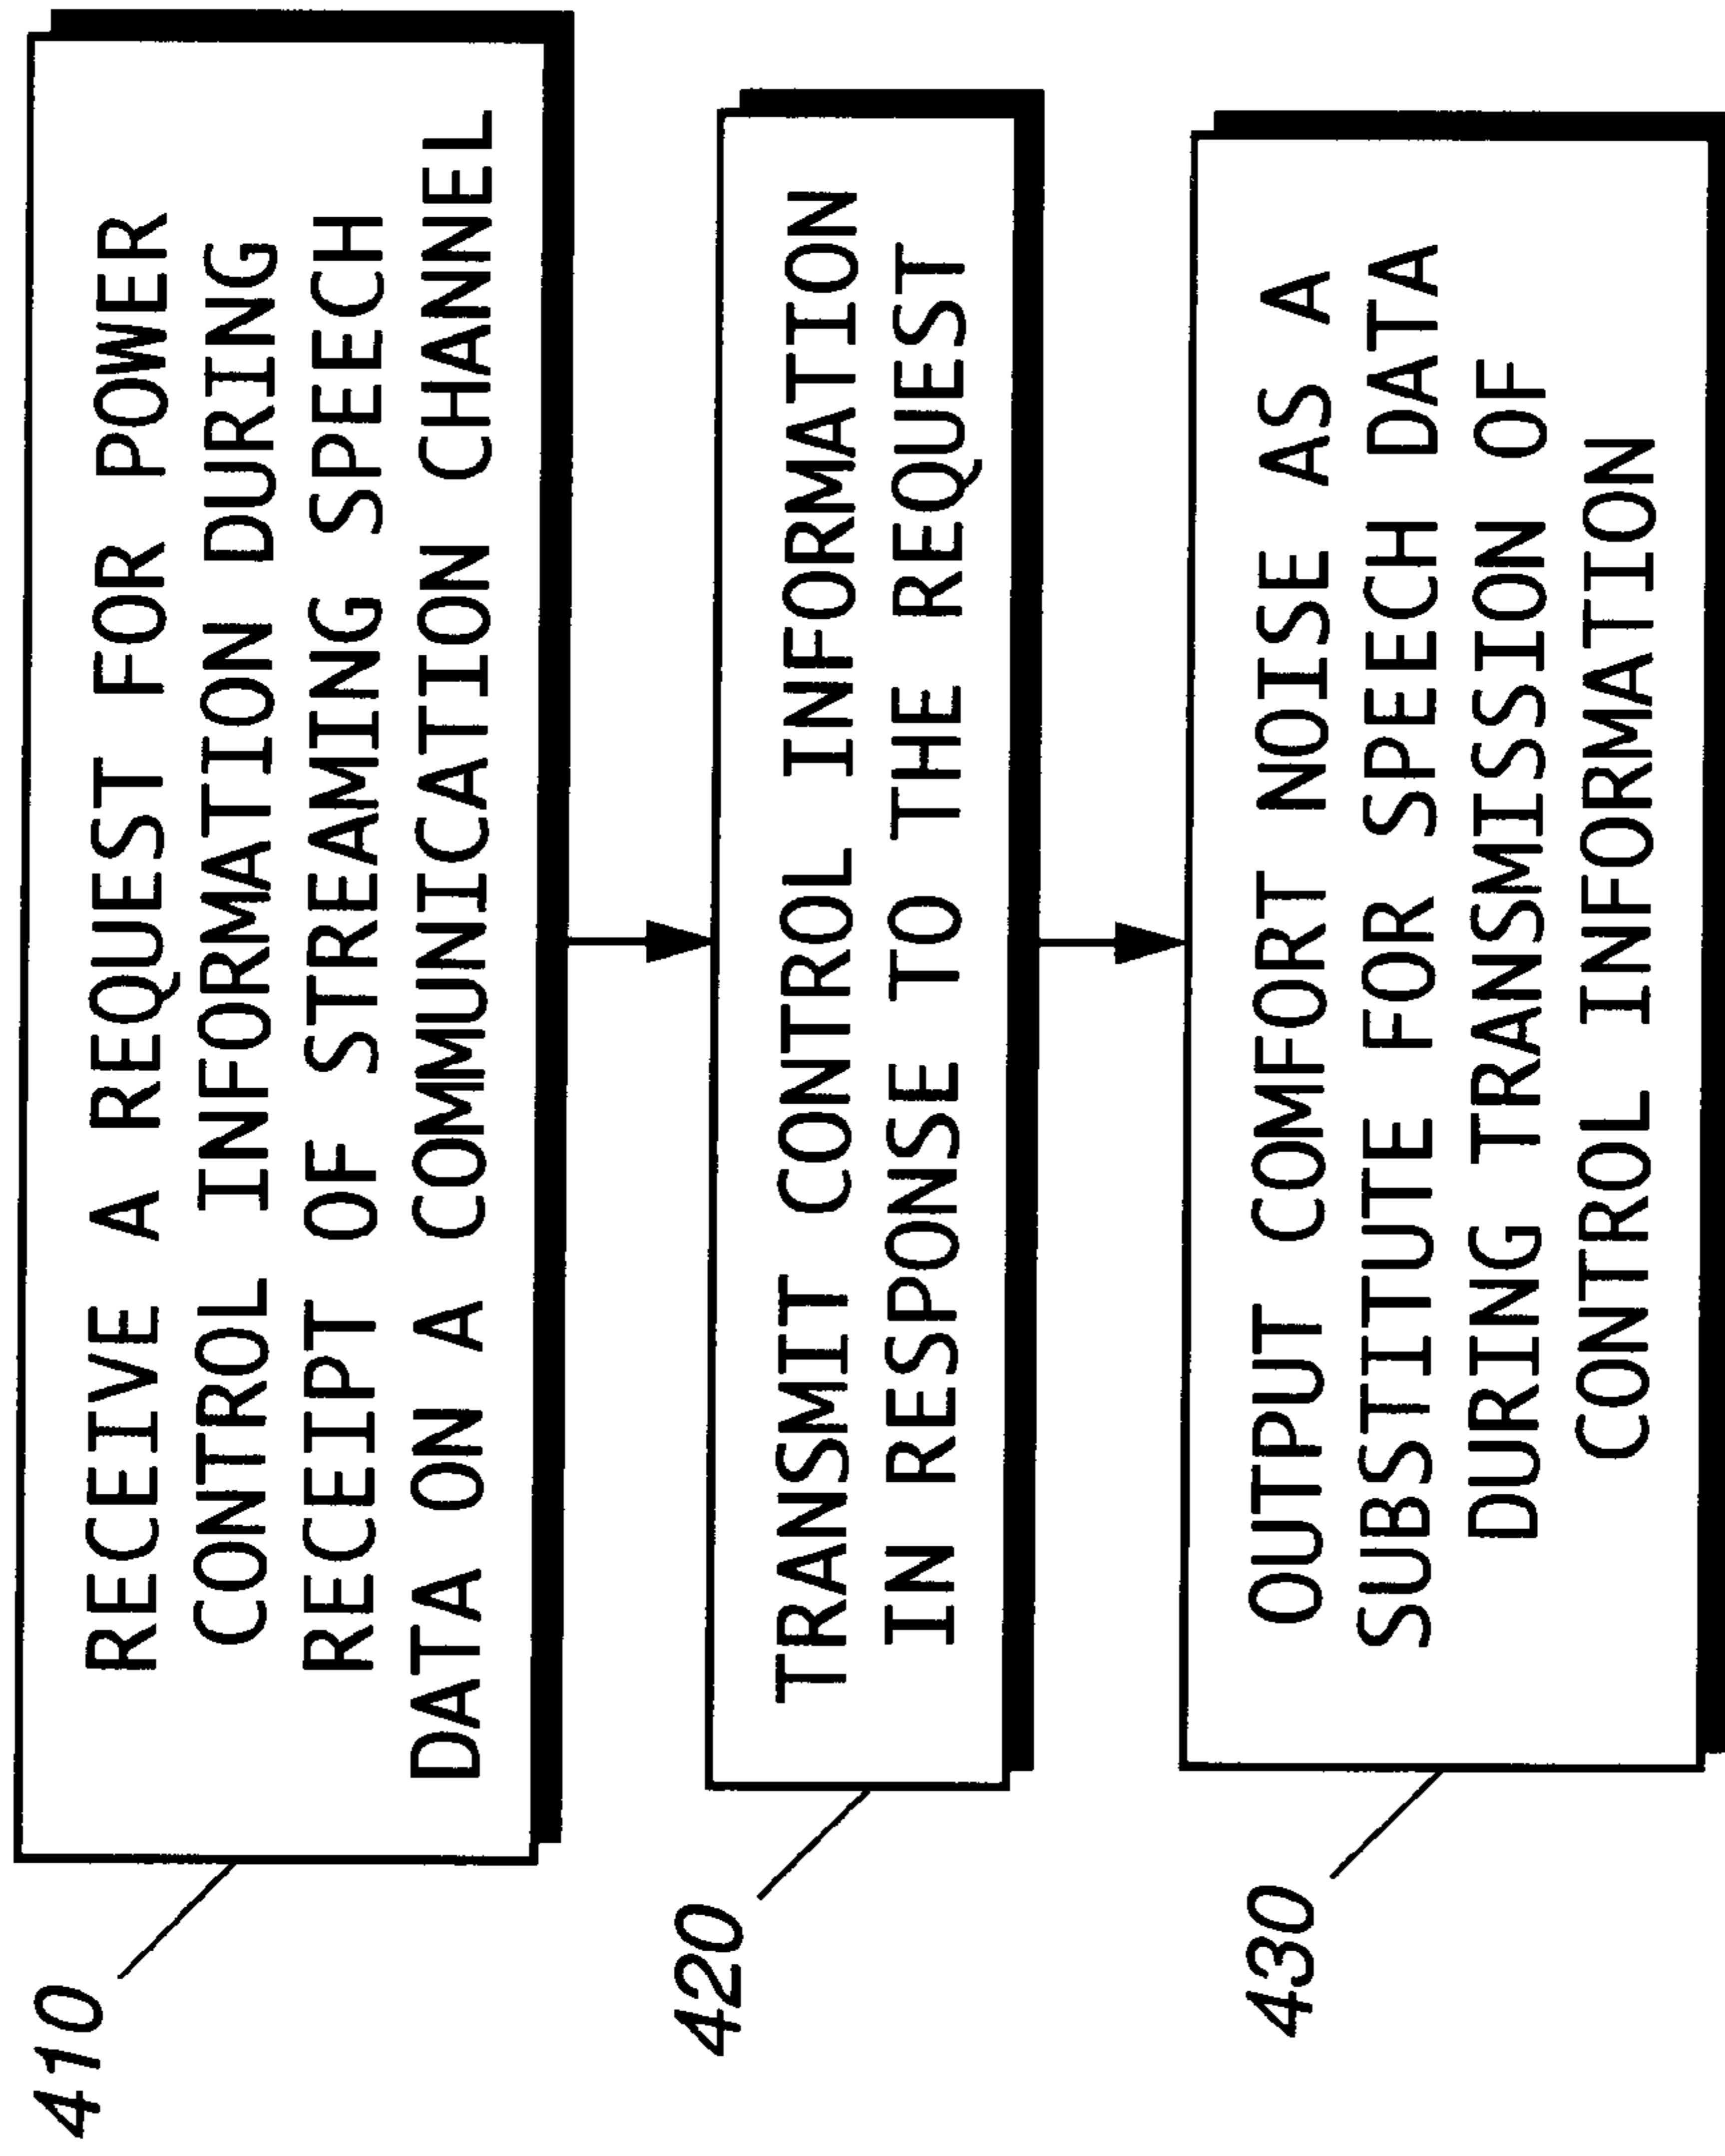 410
RECEIVE A REQUEST FOR POWER
CONTROL INFORMATION DURING
RECEIPT OF STREAMING SPEECH
DATA ON A COMMUNICATION CHANNEL
420
TRANSMIT CONTROL INFORMATION
IN RESPONSE TO THE REQUEST
430
OUTPUT COMFORT NOISE AS A
SUBSTITUTE FOR SPEECH DATA
DURING TRANSMISSION OF
CONTROL INFORMATION